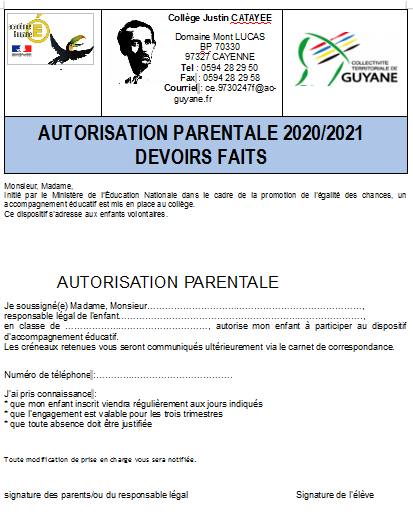 académie
Guyane
Collège Justin CATAYEE
Domaine Mont LUCAS
BP 70330
97327 CAYENNE
Tel : 0594 28 29 50
Fax : 0594 28 29 58
Courriel : ce.9730247f@ac-
guyane.fr
COLLECTIVITÉ
TERRITORIALE DE
GUYANE
AUTORISATION PARENTALE 2020/2021
DEVOIRS FAITS
Monsieur, Madame,
Initié par le Ministère de l'Éducation Nationale dans le cadre de la promotion de l'égalité des chances, un
accompagnement éducatif est mis en place au collège.
Ce dispositif s'adresse aux enfants volontaires.
AUTORISATION PARENTALE
Je soussigné(e) Madame, Monsieur……………………………………………………,
responsable légal de l'enfant……………………………………………………………,
en classe de …………………………………, autorise mon enfant à participer au dispositif
d'accompagnement éducatif.
Les créneaux retenues vous seront communiqués ultérieurement via le carnet de correspondance.
Numéro de téléphone :…………………………………
J'ai pris connaissance :
* que mon enfant inscrit viendra régulièrement aux jours indiqués
* que l'engagement est valable pour les trois trimestres
* que toute absence doit être justifiée
Toute modification de prise en charge vous sera notifiée.
signature des parents/ou du responsable légal Signature de l'élève